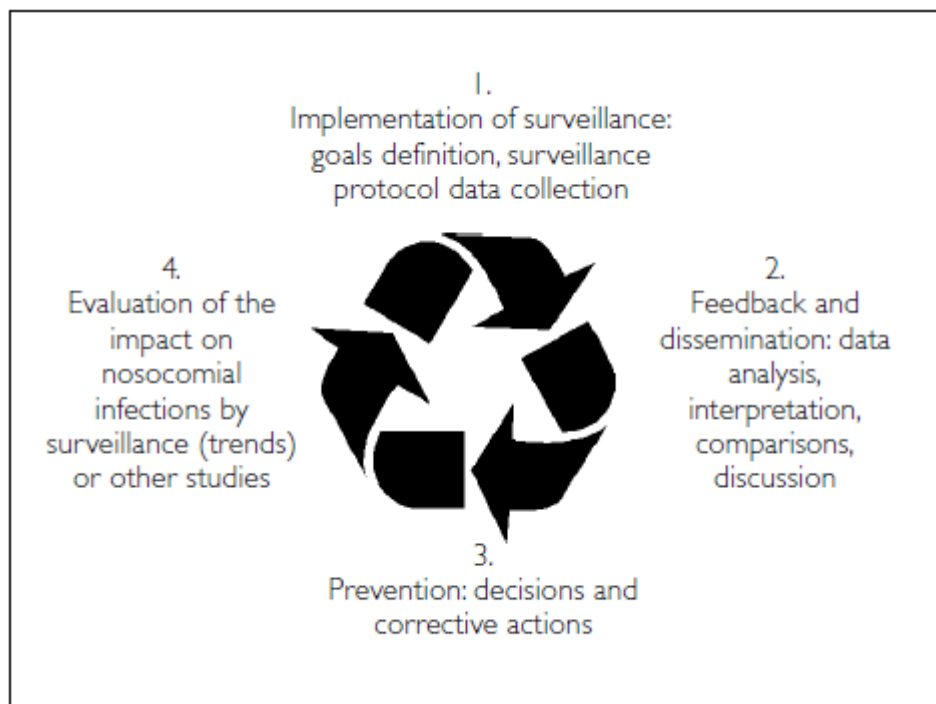 1.
Implementation of surveillance:
goals definition, surveillance
protocol data collection
2.
Feedback and
dissemination: data
analysis,
interpretation,
comparisons,
discussion
3.
Prevention: decisions and
corrective actions
4.
Evaluation of the
impact on
nosocomial
infections by
surveillance (trends)
or other studies